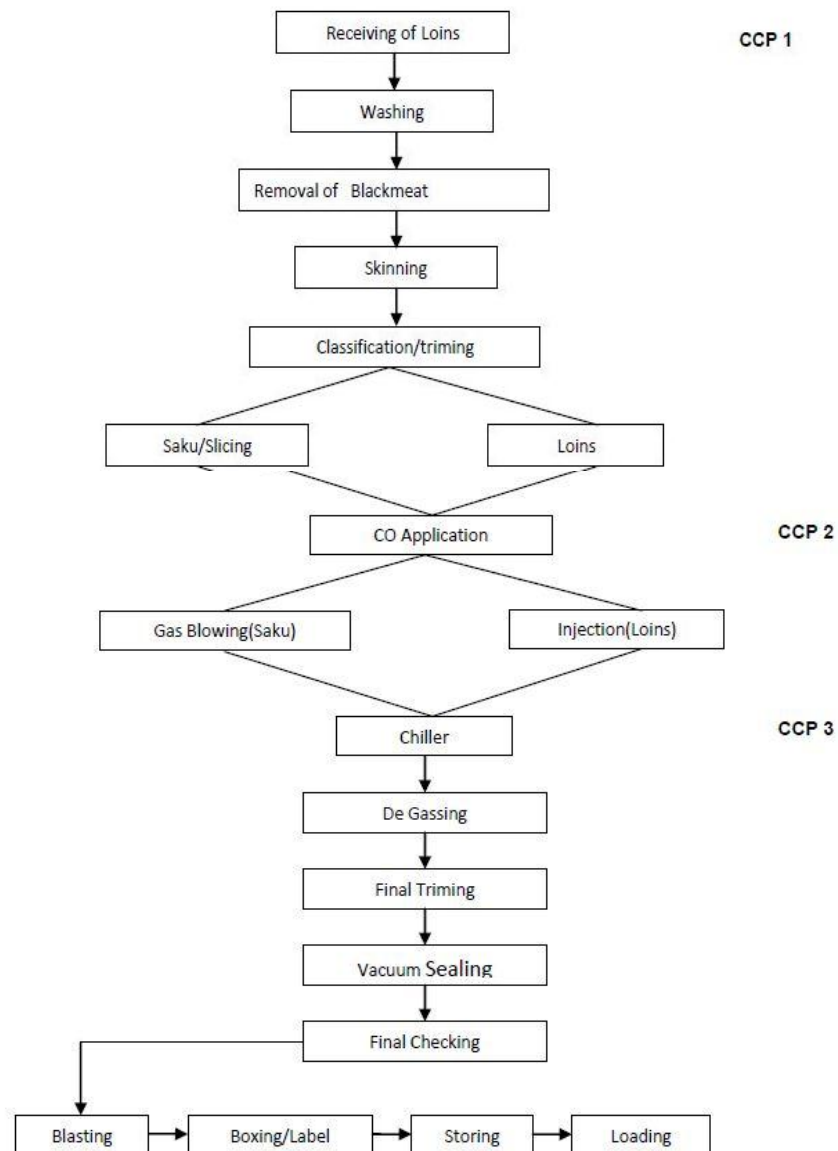 Receiving of Loins
CCP 1
Washing
Removal of Blackmeat
Skinning
Classification/triming
Saku/Slicing
Loins
CO Application
CCP 2
Gas Blowing(Saku)
Injection(Loins)
Chiller
CCP 3
De Gassing
Final Triming
Vacuum Sealing
Final Checking
Blasting
Boxing/Label
Storing
Loading